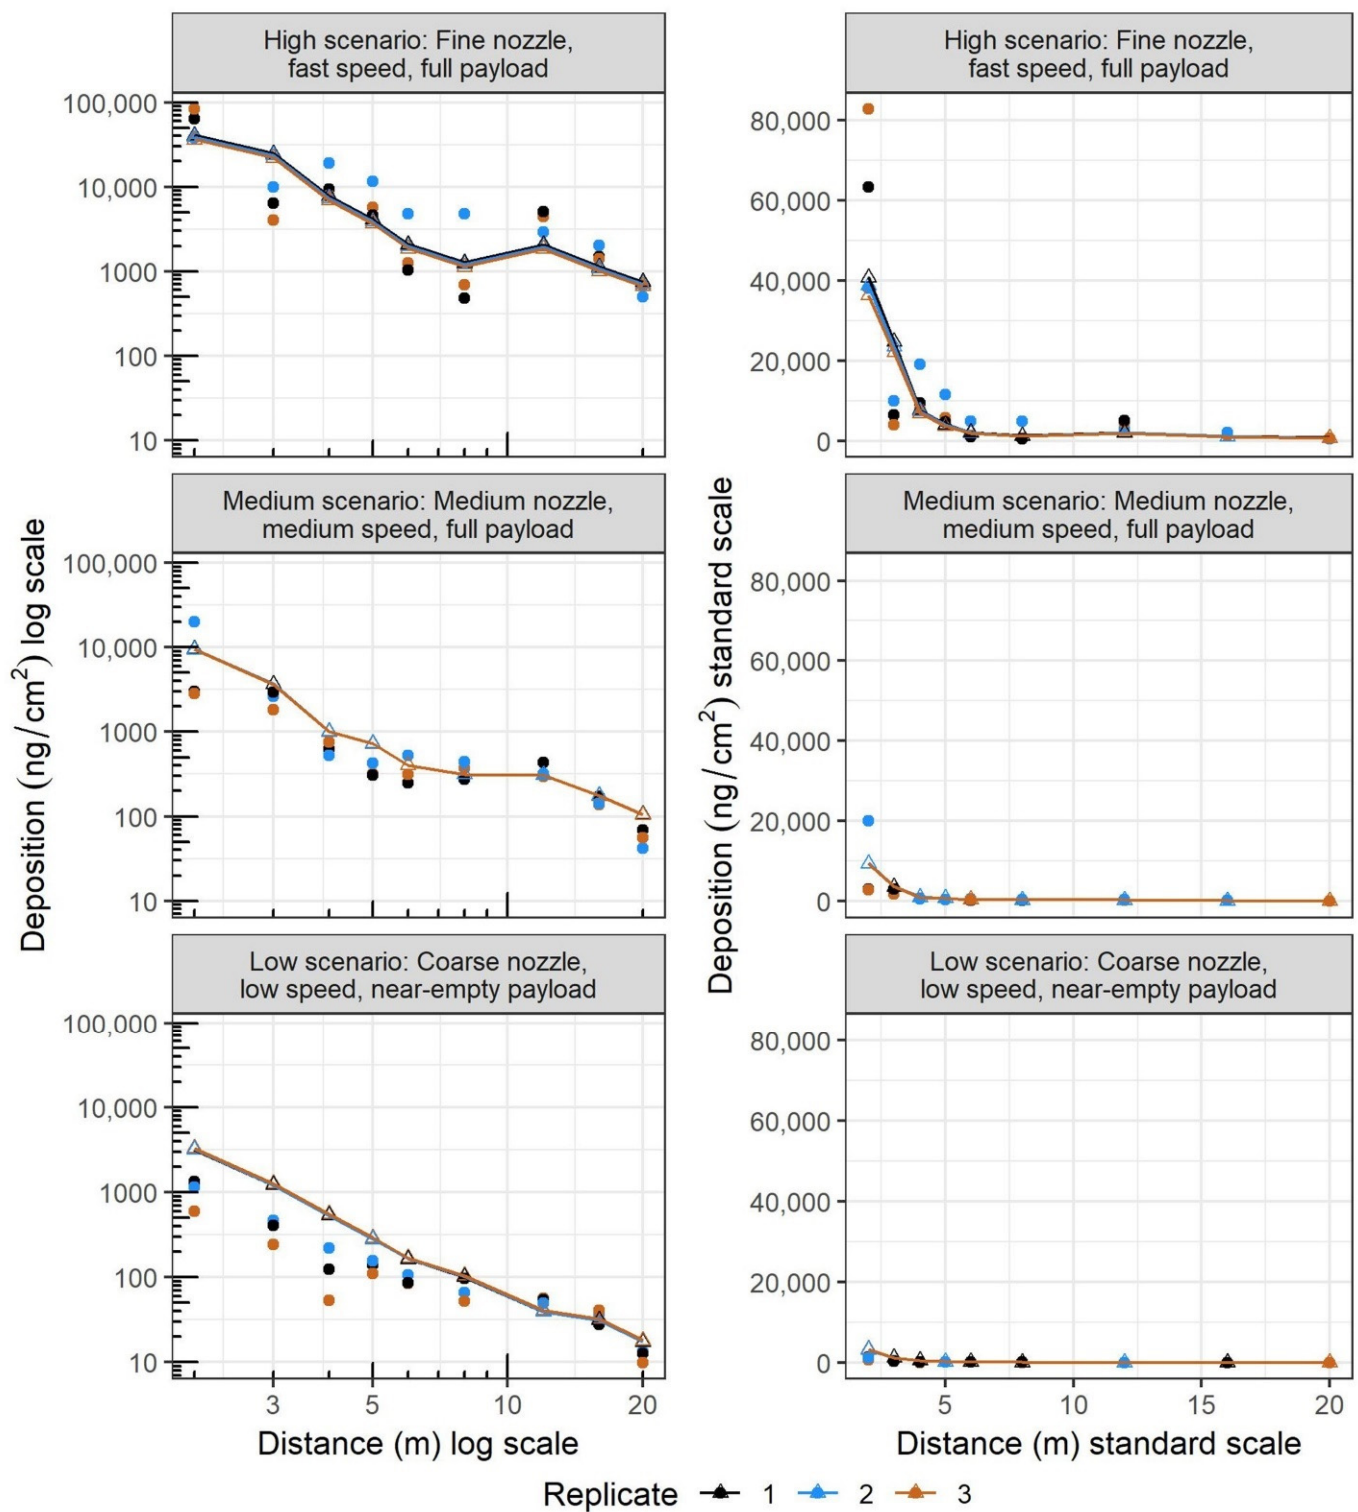 High scenario: Fine nozzle,
fast speed, full payload
100,000
10,000
1000
100
10
High scenario: Fine nozzle,
fast speed, full payload
80,000
60,000
40,000
20,000
0
Medium scenario: Medium nozzle,
medium speed, full payload
100,000
10,000
1000
100
10
Medium scenario: Medium nozzle,
medium speed, full payload
80,000
60,000
40,000
20,000
0
Low scenario: Coarse nozzle,
low speed, near-empty payload
100,000
10,000
1000
100
10
Low scenario: Coarse nozzle,
low speed, near-empty payload
80,000
60,000
40,000
20,000
0
Deposition (ng/cm²) log scale
Deposition (ng/cm²) standard scale
3 5 10 20
5 10 15 20
Distance (m) log scale
Distance (m) standard scale
Replicate 1 2 3